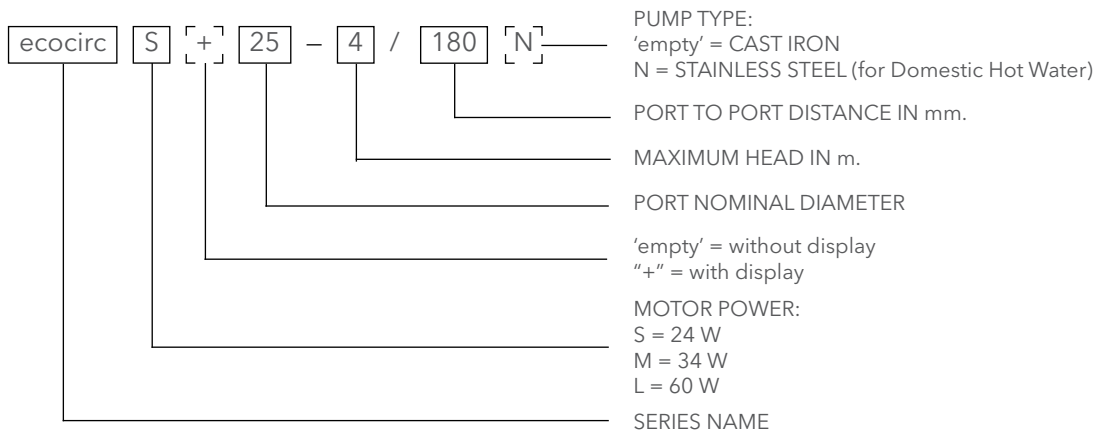 ecocirc S + 25 – 4 / 180 N
PUMP TYPE:
‘empty’ = CAST IRON
N = STAINLESS STEEL (for Domestic Hot Water)
PORT TO PORT DISTANCE IN mm.
MAXIMUM HEAD IN m.
PORT NOMINAL DIAMETER
‘empty’ = without display
“+” = with display
MOTOR POWER:
S = 24 W
M = 34 W
L = 60 W
SERIES NAME